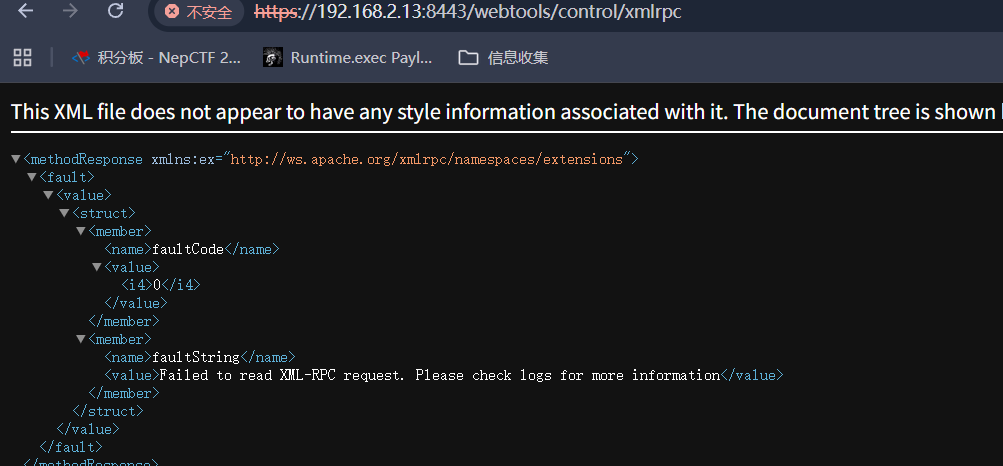 不安全 https://192.168.2.13:8443/webtools/control/xmlrpc
积分板 - NepCTF 2... Runtime.exec Payl... 信息收集
This XML file does not appear to have any style information associated with it. The document tree is shown
<methodResponse xmlns:ex="http://ws.apache.org/xmlrpc/namespaces/extensions">
<fault>
<value>
<struct>
<member>
<name>faultCode</name>
<value>
<i4>0</i4>
</value>
</member>
<member>
<name>faultString</name>
<value>Failed to read XML-RPC request. Please check logs for more information</value>
</member>
</struct>
</value>
</fault>
</methodResponse>